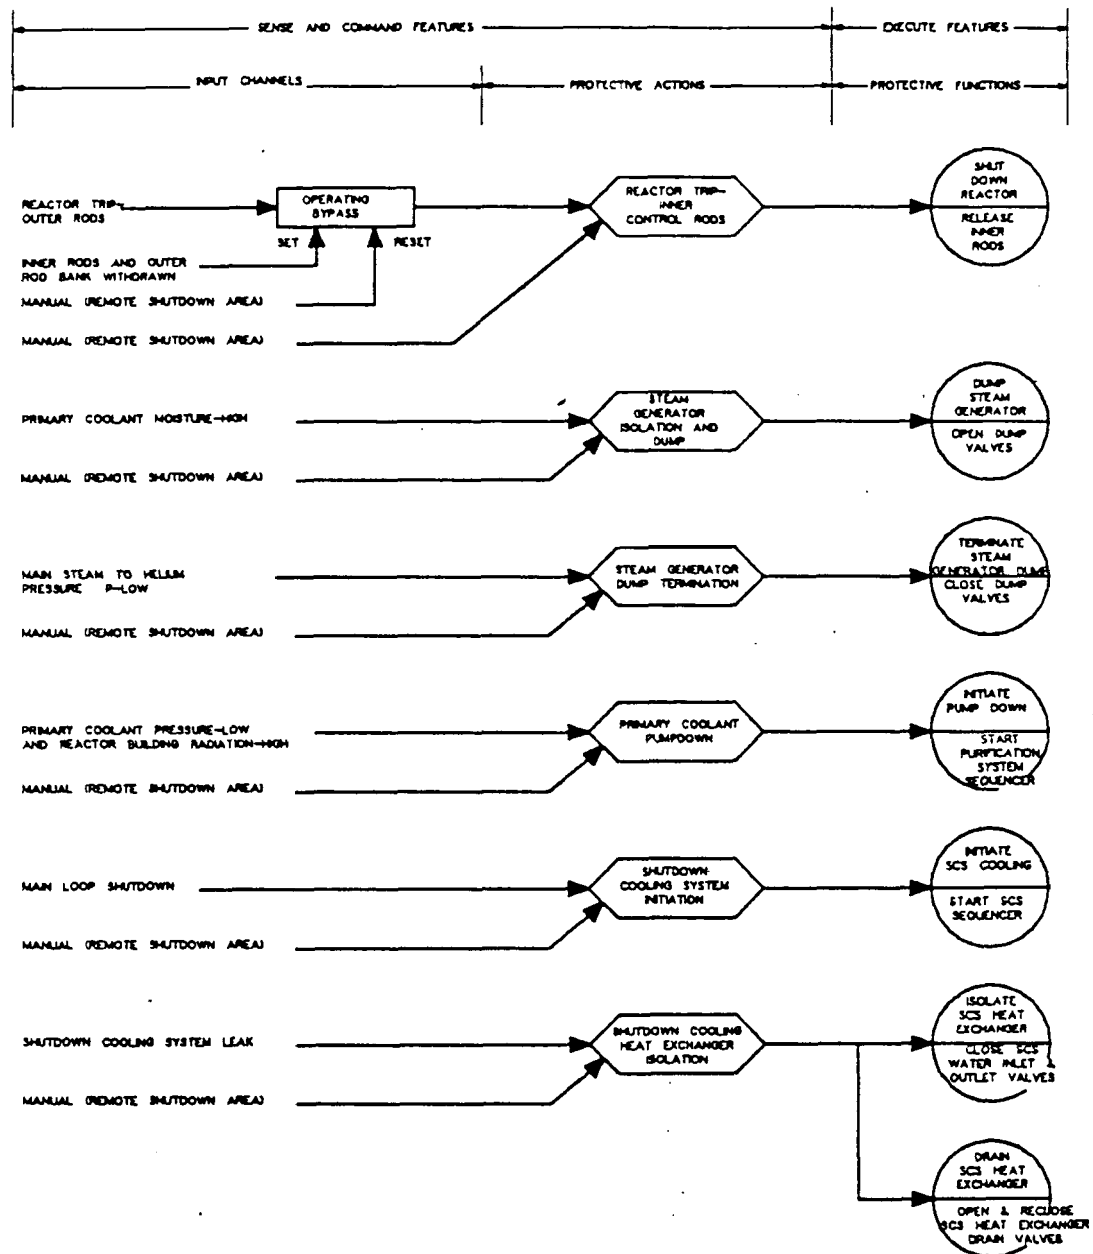 SENSE AND COMMAND FEATURES
EXECUTE FEATURES
INPUT CHANNELS
PROTECTIVE ACTIONS
PROTECTIVE FUNCTIONS
REACTOR TRIP-
OUTER RODS
OPERATING
BYPASS
SET
RESET
INNER RODS AND OUTER
ROD BANK WITHDRAWN
MANUAL (REMOTE SHUTDOWN AREA)
MANUAL (REMOTE SHUTDOWN AREA)
REACTOR TRIP-
INNER
CONTROL RODS
SHUT
DOWN
REACTOR
RELEASE
INNER
RODS
PRIMARY COOLANT MOISTURE-HIGH
MANUAL (REMOTE SHUTDOWN AREA)
STEAM
GENERATOR
ISOLATION AND
DUMP
DUMP
STEAM
GENERATOR
OPEN DUMP
VALVES
MAIN STEAM TO HELIUM
PRESSURE P-LOW
MANUAL (REMOTE SHUTDOWN AREA)
STEAM GENERATOR
DUMP TERMINATION
TERMINATE
STEAM
GENERATOR DUMP
CLOSE DUMP
VALVES
PRIMARY COOLANT PRESSURE-LOW
AND REACTOR BUILDING RADIATION-HIGH
MANUAL (REMOTE SHUTDOWN AREA)
PRIMARY COOLANT
PUMPDOWN
INITIATE
PUMP DOWN
START
PURIFICATION
SYSTEM
SEQUENCER
MAIN LOOP SHUTDOWN
MANUAL (REMOTE SHUTDOWN AREA)
SHUTDOWN
COOLING SYSTEM
INITIATION
INITIATE
SCS COOLING
START SCS
SEQUENCER
SHUTDOWN COOLING SYSTEM LEAK
MANUAL (REMOTE SHUTDOWN AREA)
SHUTDOWN COOLING
HEAT EXCHANGER
ISOLATION
ISOLATE
SCS HEAT
EXCHANGER
CLOSE SCS
WATER INLET &
OUTLET VALVES
DRAIN
SCS HEAT
EXCHANGER
OPEN & RECLOSE
SCS HEAT EXCHANGER
DRAIN VALVES